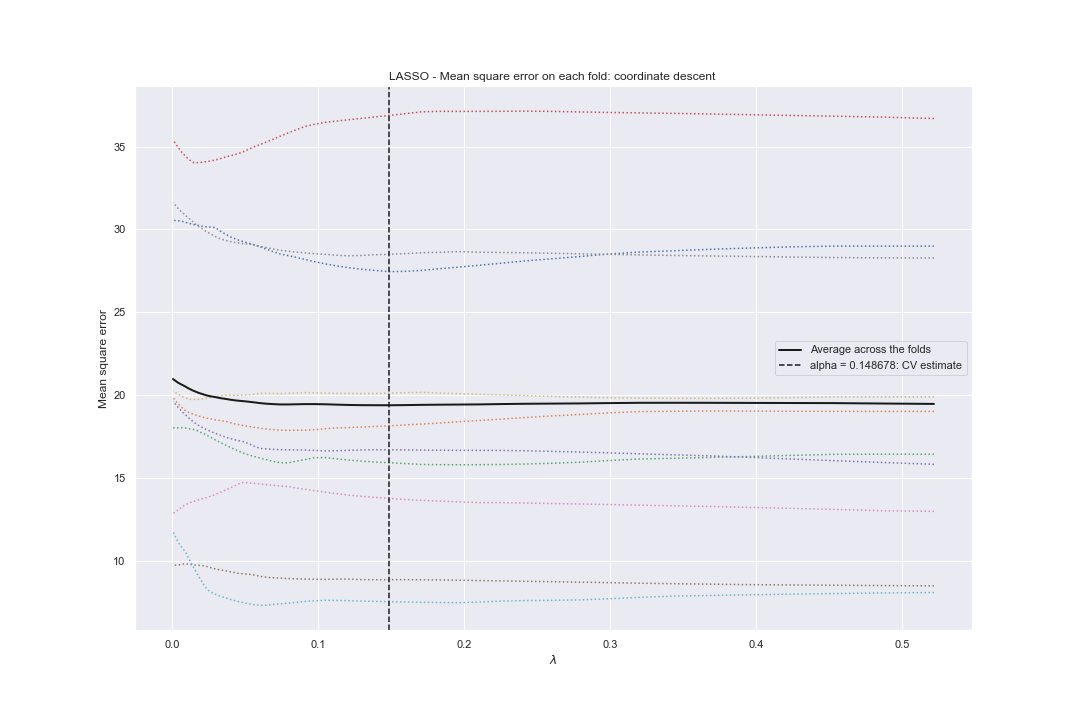 LASSO - Mean square error on each fold: coordinate descent
Mean square error
35
30
25
20
15
10
Average across the folds
alpha = 0.148678: CV estimate
0.0 0.1 0.2 0.3 0.4 0.5
λ